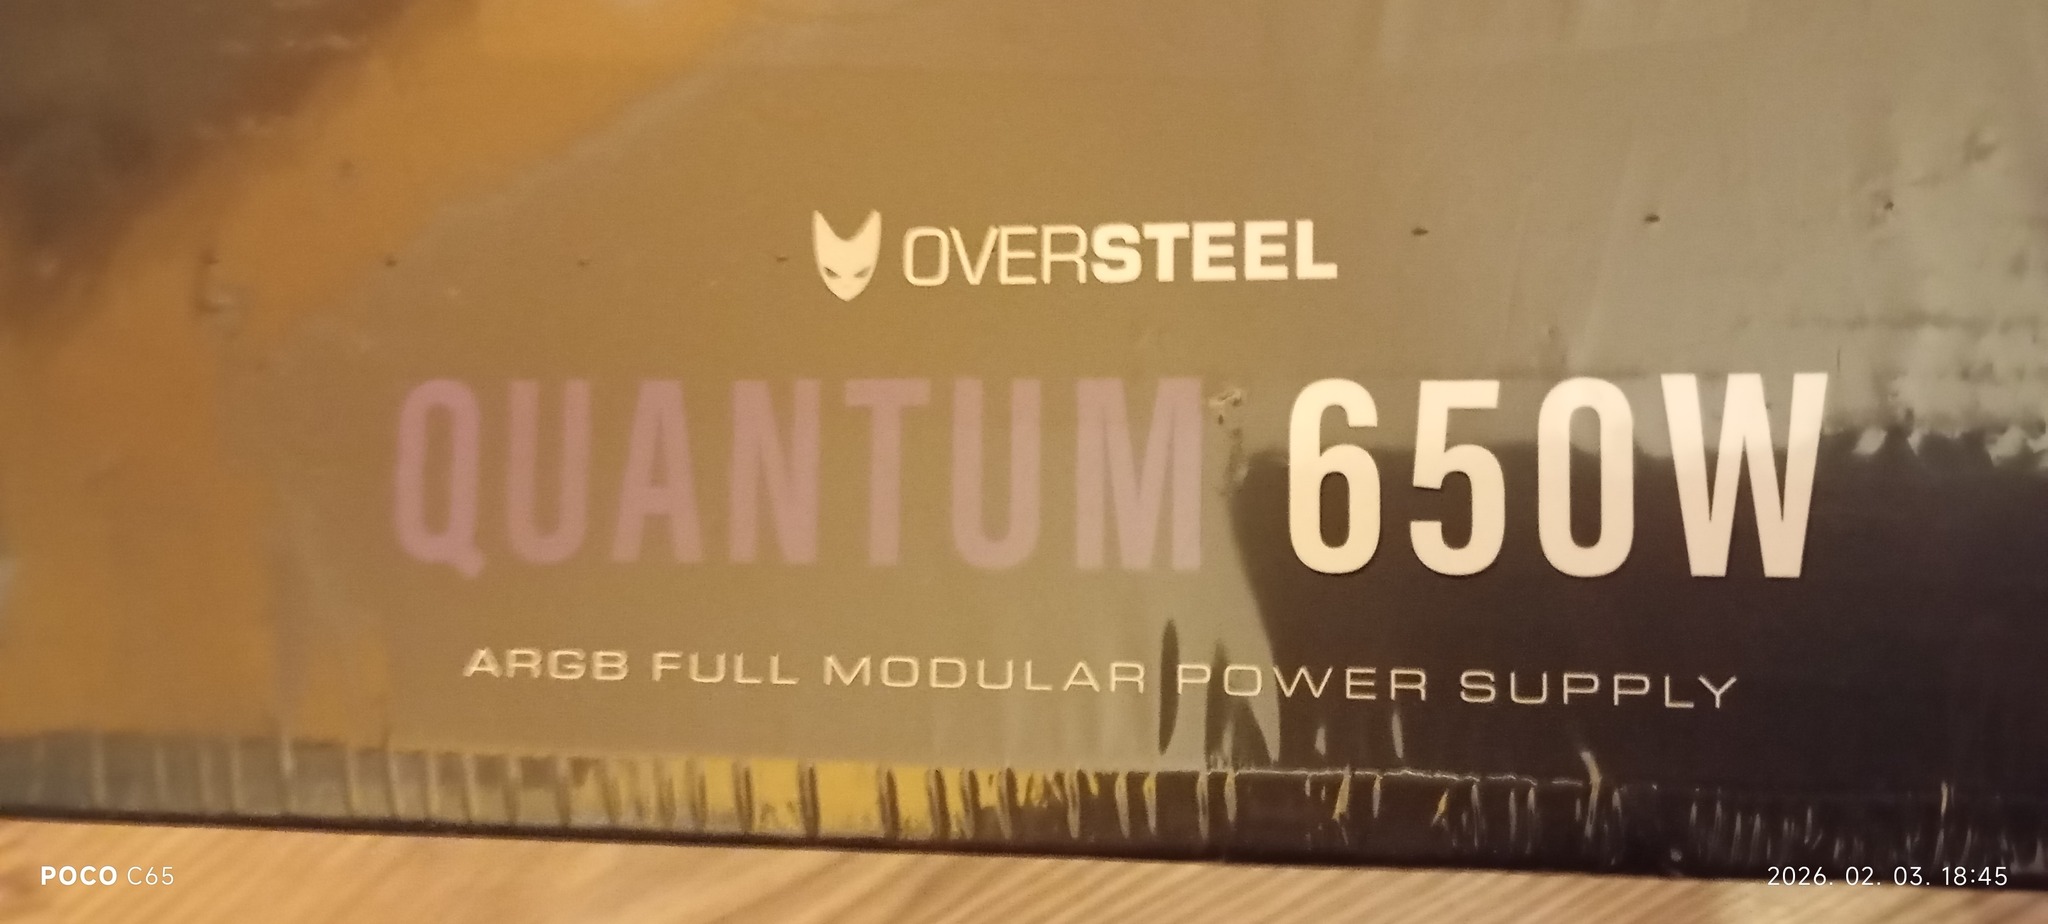 OVERSTEEL
QUANTUM 650W
ARGB FULL MODULAR POWER SUPPLY
POCO C65
2026. 02. 03. 18:45